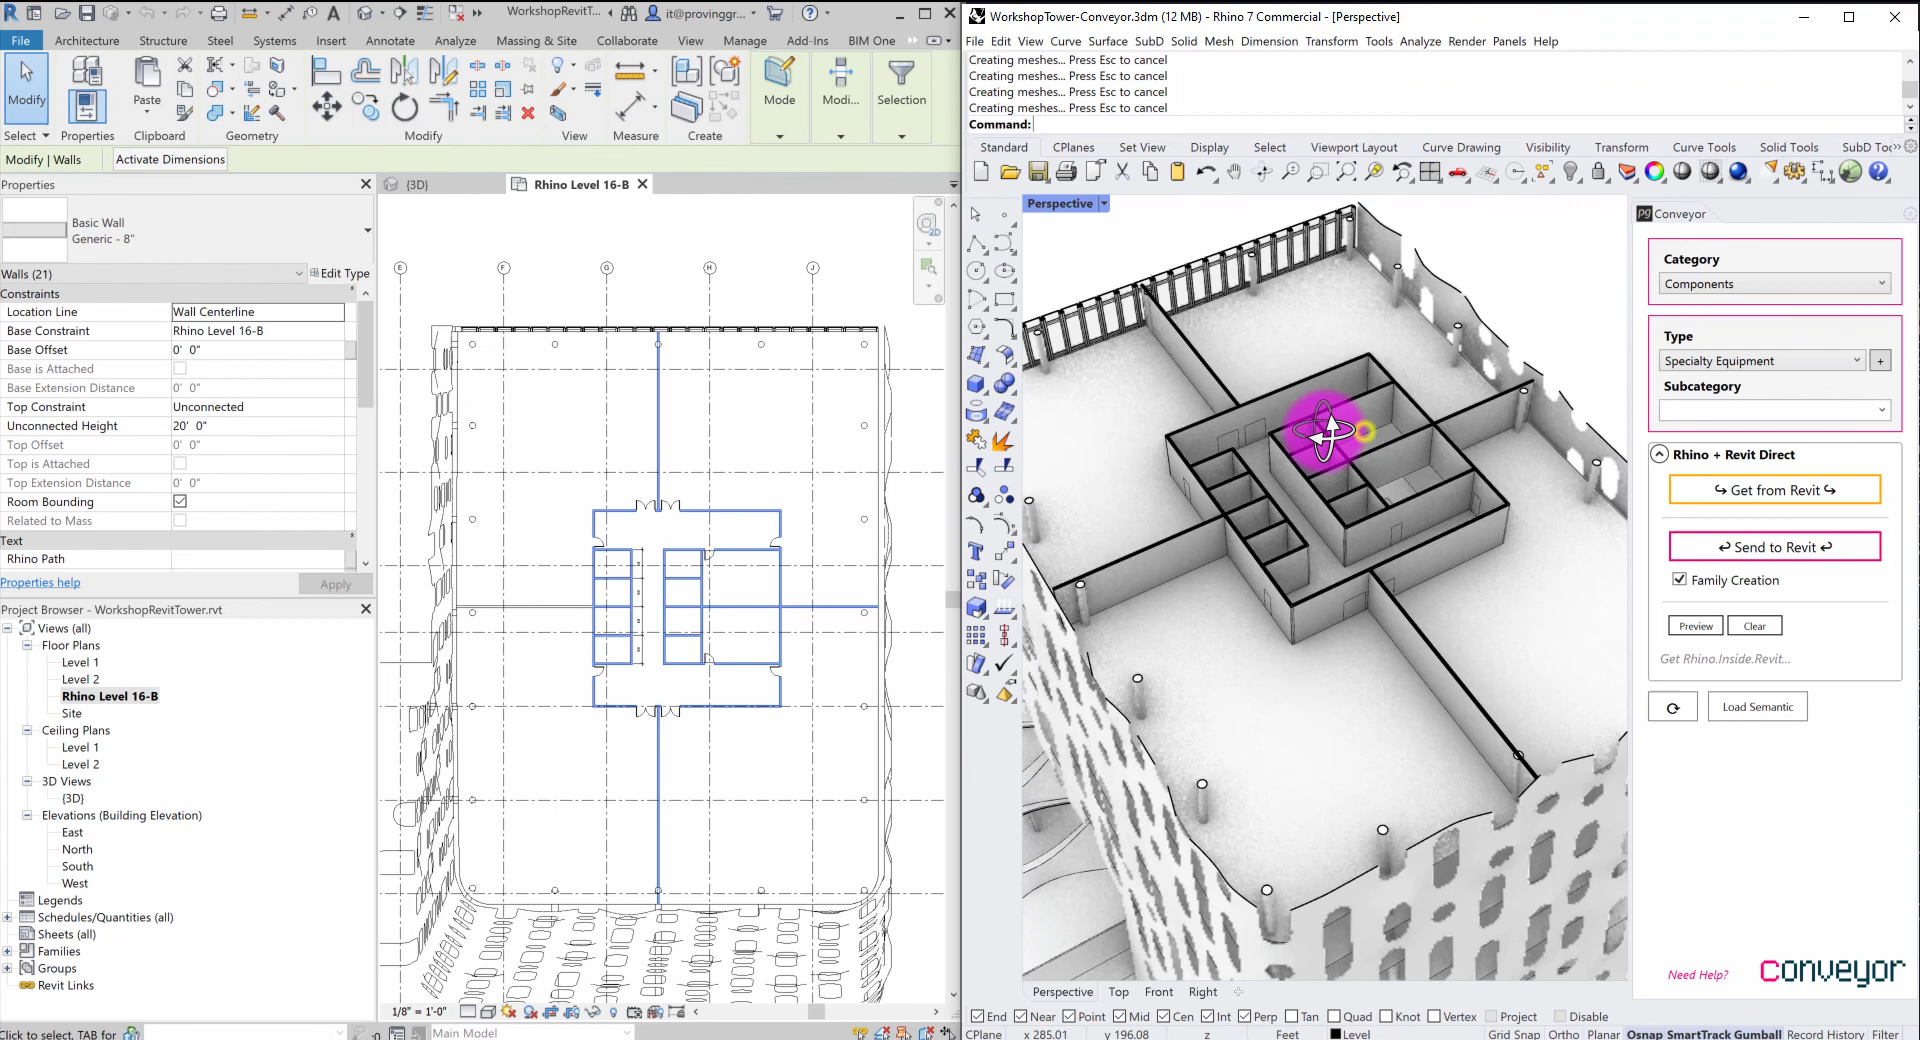 WorkshopRevitT...
it@provinggr...
File Architecture Structure Steel Systems Insert Annotate Analyze Massing & Site Collaborate View Manage Add-Ins BIM One
Modify
Paste
Mode
Modi...
Selection
Select Properties Clipboard Geometry Modify View Measure Create
Modify | Walls
Activate Dimensions
Properties
Basic Wall
Generic - 8"
Walls (21)
Edit Type
Constraints
Location Line Wall Centerline
Base Constraint Rhino Level 16-B
Base Offset 0' 0"
Base is Attached
Base Extension Distance 0' 0"
Top Constraint Unconnected
Unconnected Height 20' 0"
Top Offset 0' 0"
Top is Attached
Top Extension Distance 0' 0"
Room Bounding
Related to Mass
Text
Rhino Path
Properties help
Apply
Project Browser - WorkshopRevitTower.rvt
Views (all)
Floor Plans
Level 1
Level 2
Rhino Level 16-B
Site
Ceiling Plans
Level 1
Level 2
3D Views
{3D}
Elevations (Building Elevation)
East
North
South
West
Legends
Schedules/Quantities (all)
Sheets (all)
Families
Groups
Revit Links
Click to select, TAB for
{3D}
Rhino Level 16-B
2D
E F G H J
1/8" = 1'-0"
:0
Main Model
WorkshopTower-Conveyor.3dm (12 MB) - Rhino 7 Commercial - [Perspective]
File Edit View Curve Surface SubD Solid Mesh Dimension Transform Tools Analyze Render Panels Help
Creating meshes... Press Esc to cancel
Creating meshes... Press Esc to cancel
Creating meshes... Press Esc to cancel
Creating meshes... Press Esc to cancel
Command:
Standard CPlanes Set View Display Select Viewport Layout Curve Drawing Visibility Transform Curve Tools Solid Tools SubD Toc
Perspective
pg Conveyor
Category
Components
Type
Specialty Equipment
+
Subcategory
Rhino + Revit Direct
↪ Get from Revit ↪
↩ Send to Revit ↩
Family Creation
Preview
Clear
Get Rhino.Inside.Revit...
Load Semantic
Need Help?
conveyor
Perspective Top Front Right
End Near Point Mid Cen Int Perp Tan Quad Knot Vertex Project Disable
CPlane x 285.01 y 196.08 z Feet Level Grid Snap Ortho Planar Osnap SmartTrack Gumball Record History Filter